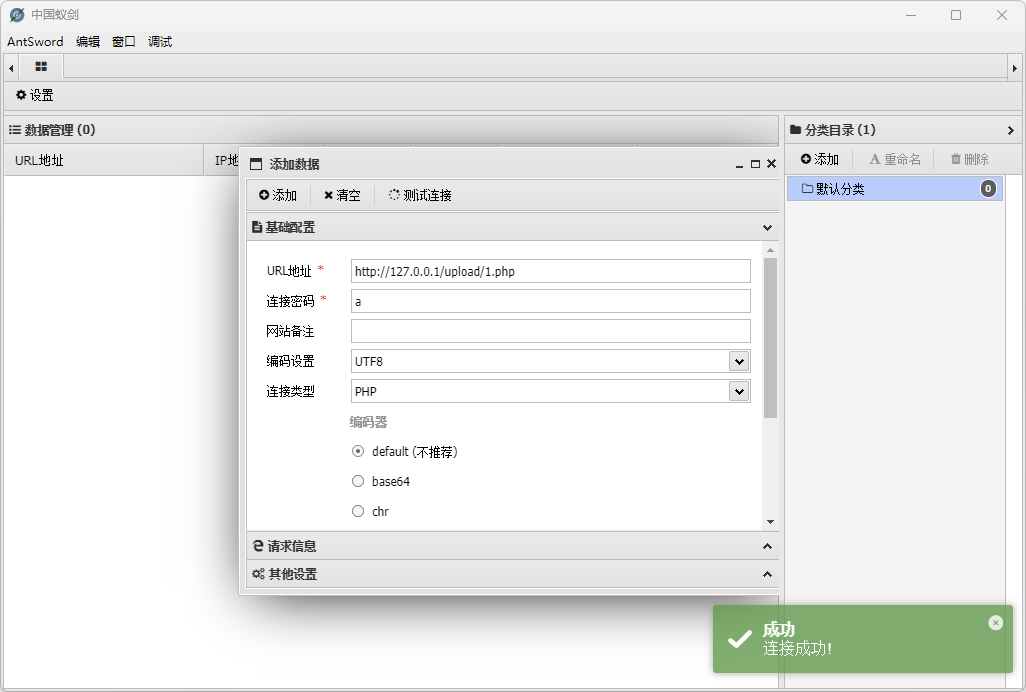 中国蚁剑
AntSword 编辑 窗口 调试
设置
数据管理 (0)
分类目录 (1)
URL地址 IP地
添加 重命名 删除
默认分类 0
添加数据
添加 清空 测试连接
基础配置
URL地址 * http://127.0.0.1/upload/1.php
连接密码 * a
网站备注
编码设置 UTF8
连接类型 PHP
编码器
default (不推荐)
base64
chr
请求信息
其他设置
成功
连接成功!